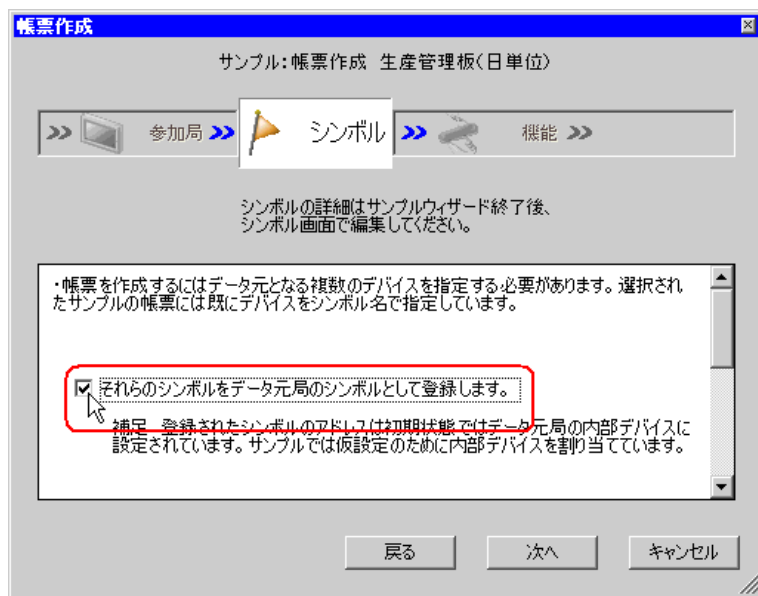 帳票作成
サンプル:帳票作成 生産管理板(日単位)
>> 参加局 >> シンボル >> 機能 >>
シンボルの詳細はサンプルウィザード終了後、
シンボル画面で編集してください。
・帳票を作成するにはデータ元となる複数のデバイスを指定する必要があります。選択され
たサンプルの帳票には既にデバイスをシンボル名で指定しています。
それらのシンボルをデータ元局のシンボルとして登録します。
補足 登録されたシンボルのアドレスは初期状態ではデータ元局の内部デバイスに
設定されています。サンプルでは仮設定のために内部デバイスを割り当てています。
戻る 次へ キャンセル